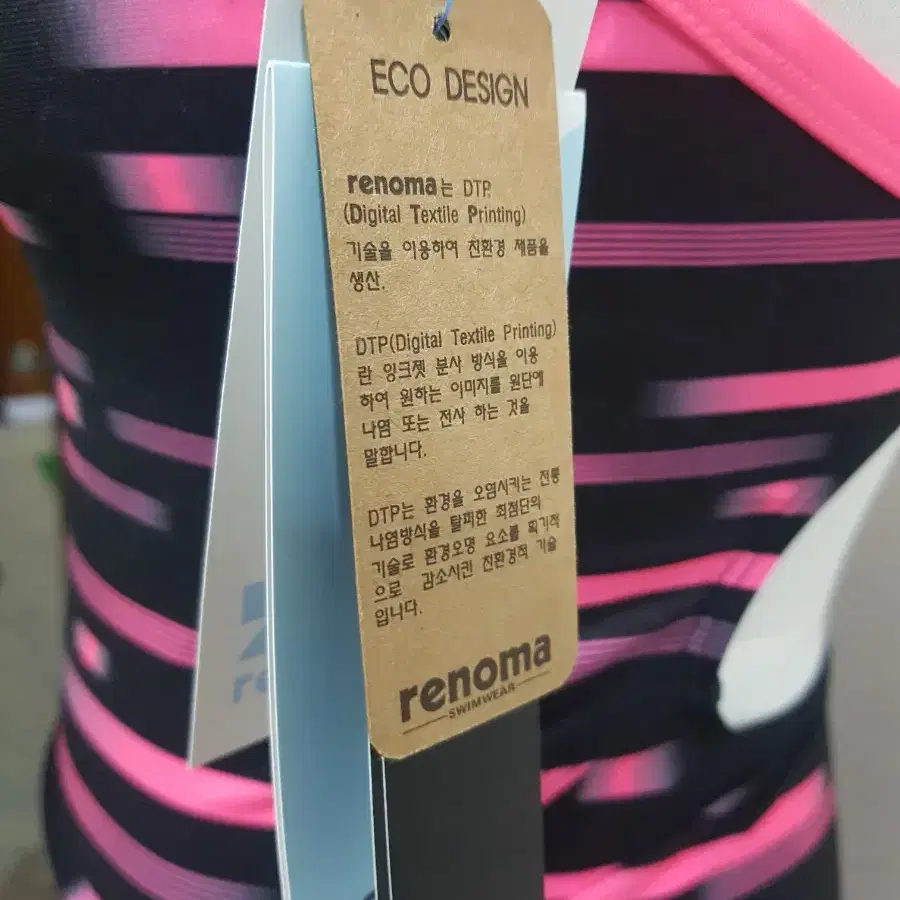 ECO DESIGN
renoma는 DTP.
(Digital Textile Printing)
기술을 이용하여 친환경 제품을
생산.
DTP(Digital Textile Printing)
란 잉크젯 분사 방식을 이용
하여 원하는 이미지를 원단에
나염 또는 전사 하는 것을
말합니다.
DTP는 환경을 오염시키는 전통
나염방식을 탈피한 최첨단의
기술로 환경오명 요소를 획기적
으로 감소시킨 친환경적 기술
입니다.
renoma
SWIMWEAR